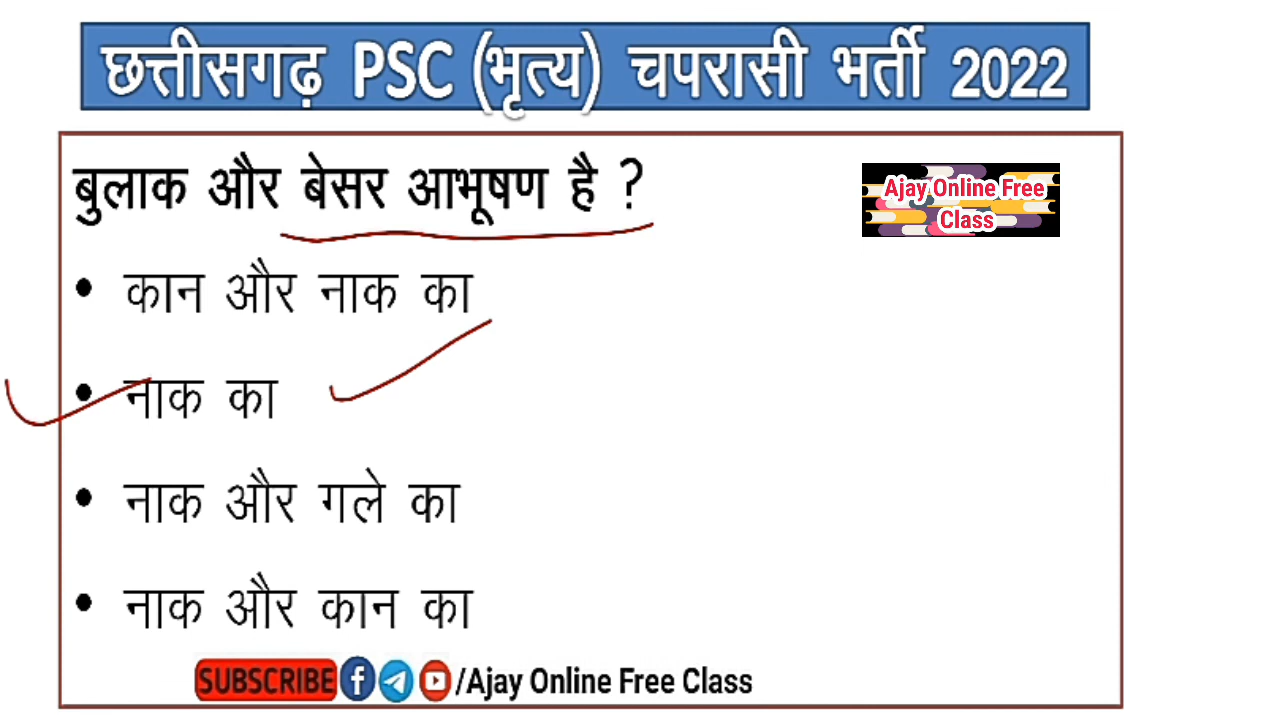 छत्तीसगढ़ PSC (भृत्य) चपरासी भर्ती 2022
बुलाक और बेसर आभूषण है ?
Ajay Online Free
Class
• कान और नाक का
• नाक का
• नाक और गले का
• नाक और कान का
SUBSCRIBE /Ajay Online Free Class